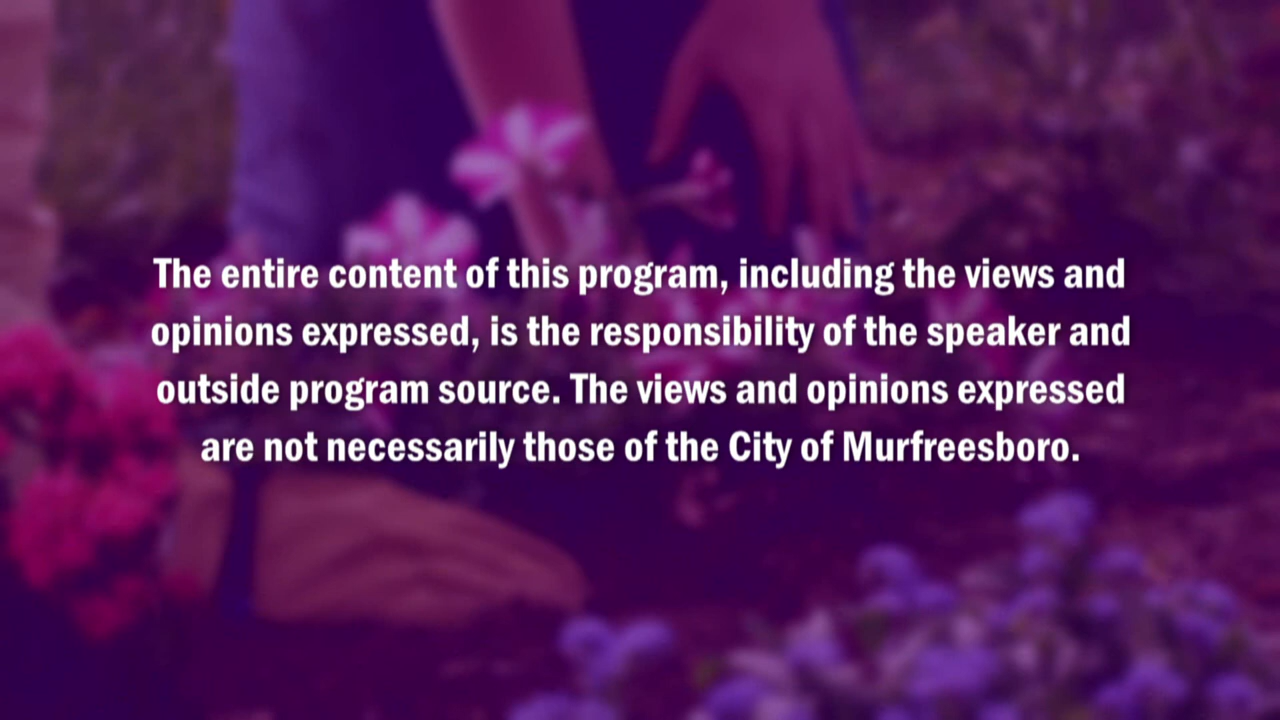 The entire content of this program, including the views and
opinions expressed, is the responsibility of the speaker and
outside program source. The views and opinions expressed
are not necessarily those of the City of Murfreesboro.